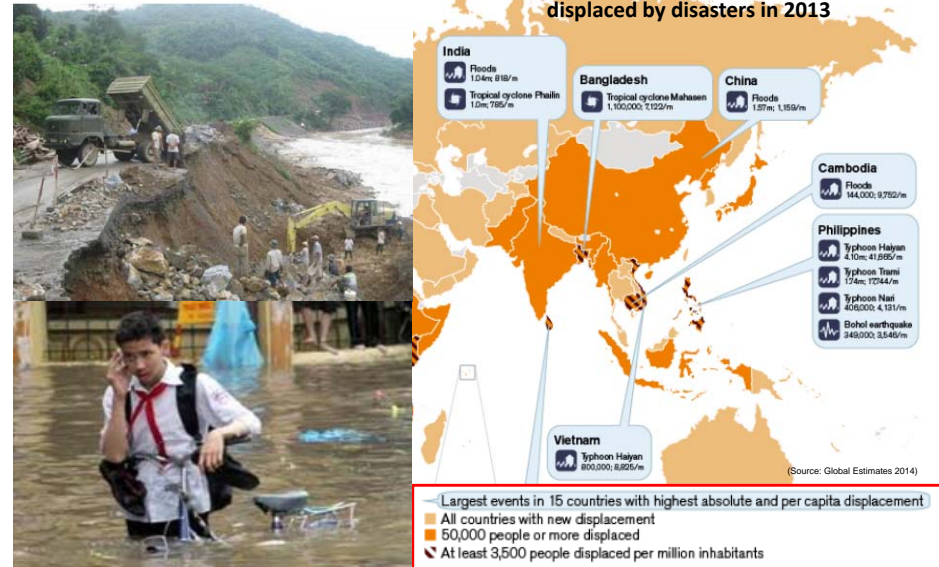 displaced by disasters in 2013
India
Floods
1.04m; 818/m
Tropical cyclone Phailin
1.0m; 785/m
Bangladesh
Tropical cyclone Mahasen
1,100,000; 7,122/m
China
Floods
1.57m; 1,159/m
Cambodia
Floods
144,000; 9,752/m
Philippines
Typhoon Haiyan
4.10m; 41,665/m
Typhoon Trami
1.74m; 17,744/m
Typhoon Nari
406,000; 4,131/m
Bohol earthquake
349,000; 3,546/m
Vietnam
Typhoon Haiyan
800,000; 8,825/m
(Source: Global Estimates 2014)
Largest events in 15 countries with highest absolute and per capita displacement
All countries with new displacement
50,000 people or more displaced
At least 3,500 people displaced per million inhabitants